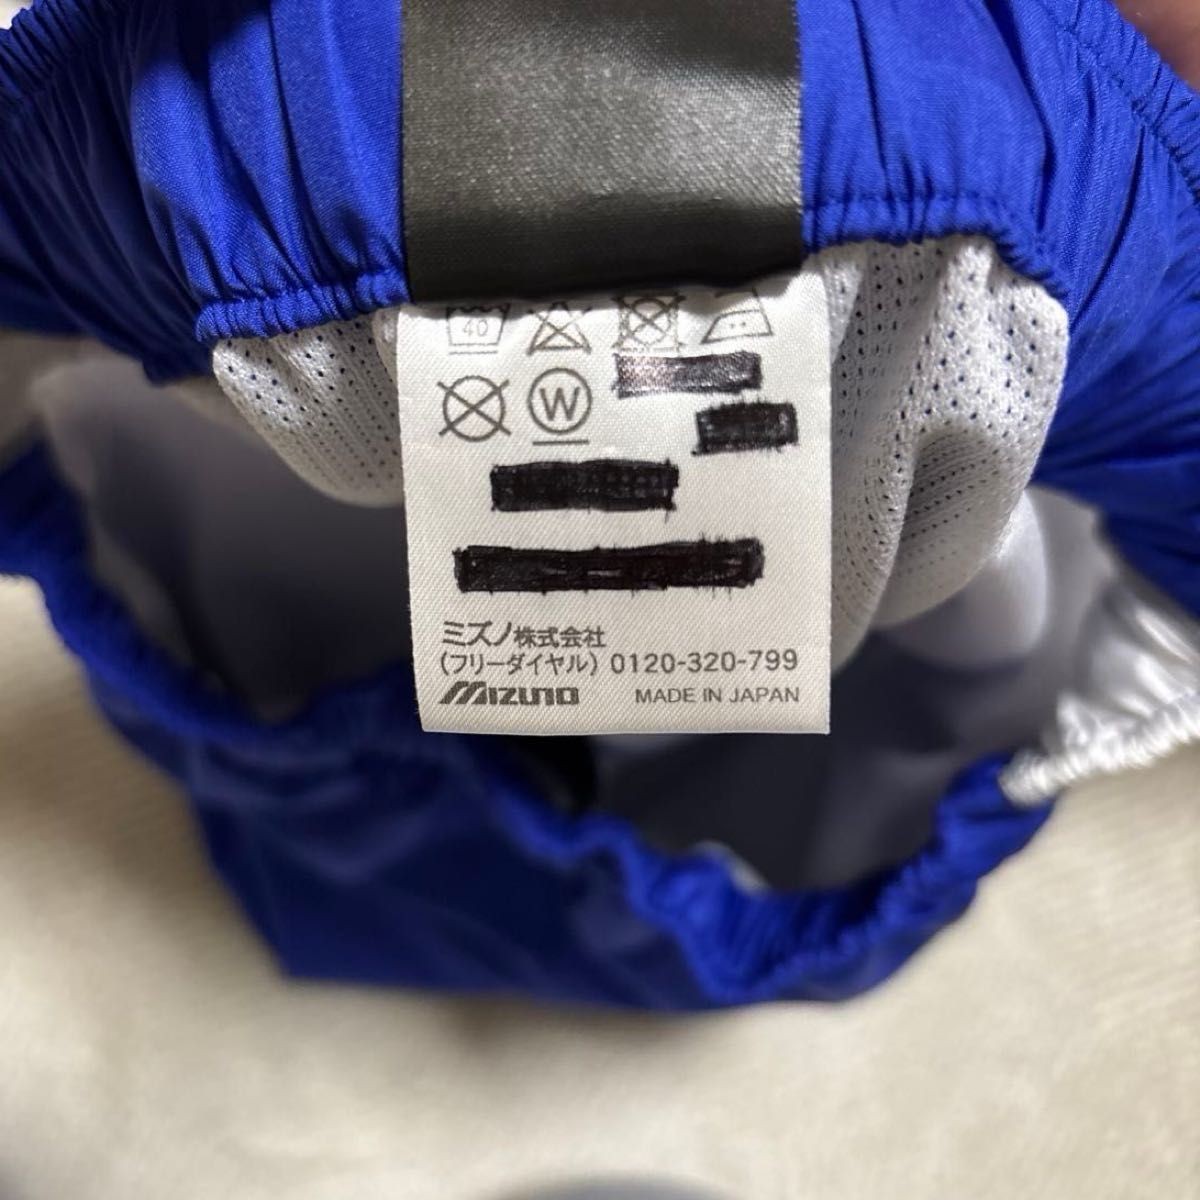 40
W
ミズノ株式会社
(フリーダイヤル) 0120-320-799
MIZUNO MADE IN JAPAN